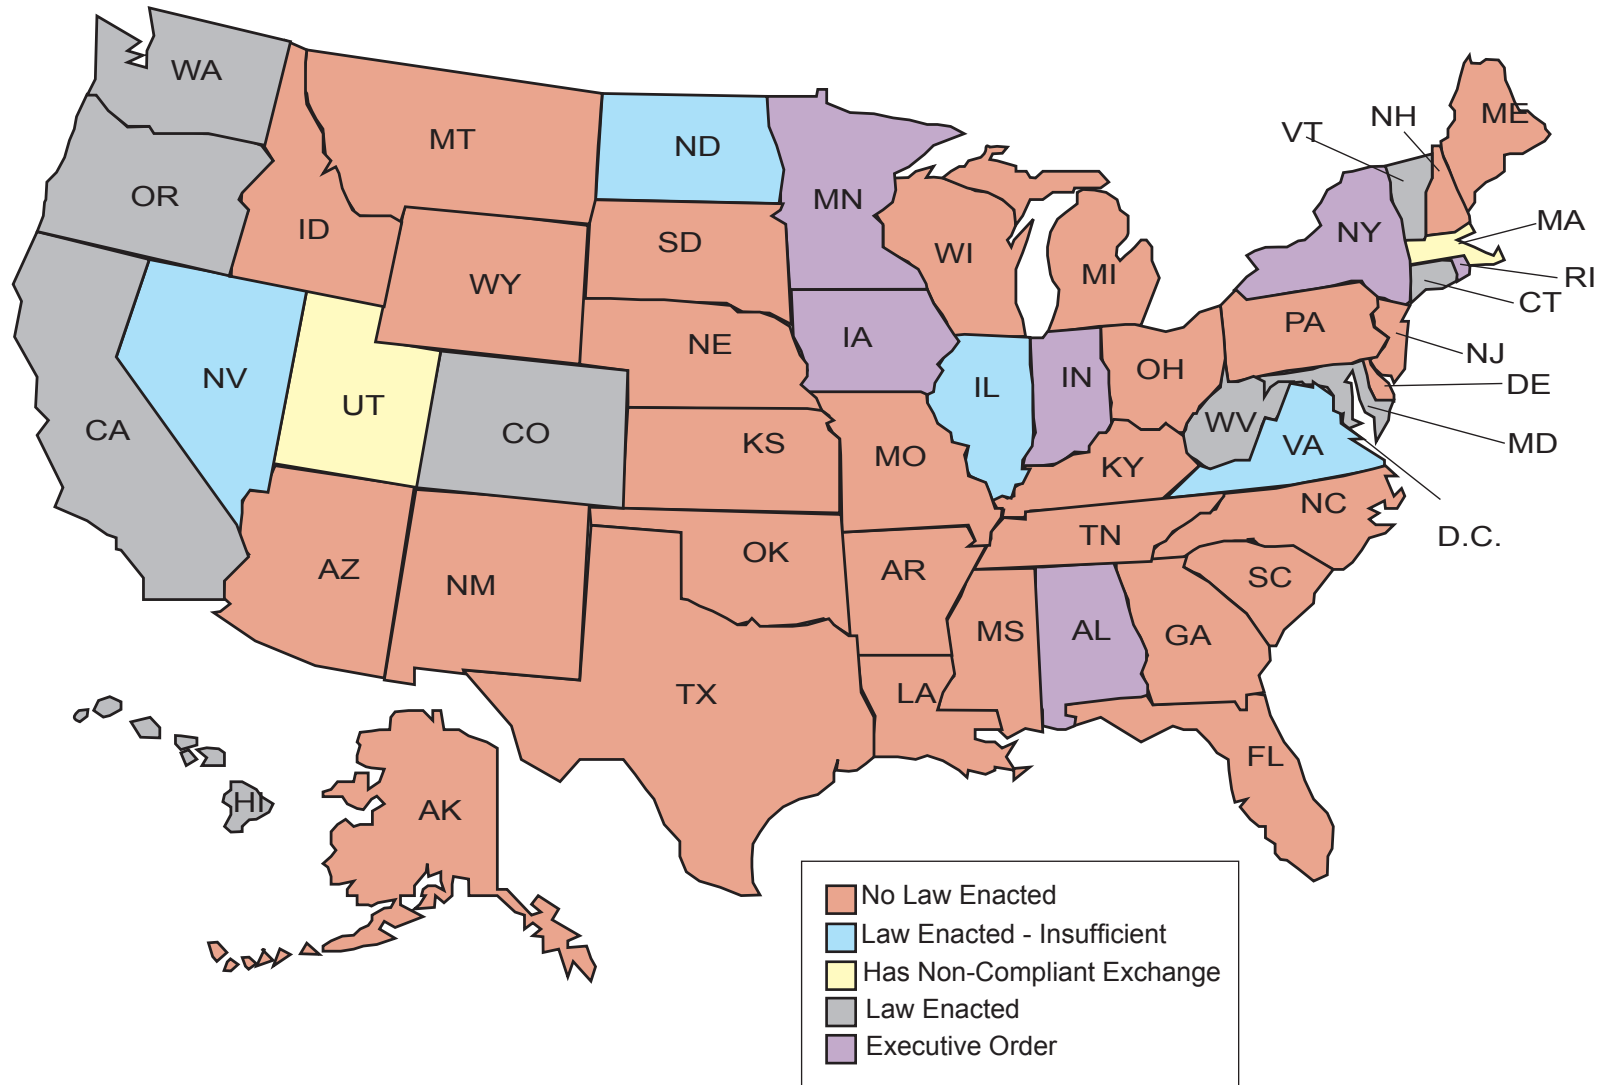 WA
OR
CA
NV
ID
MT
WY
UT
CO
AZ
NM
ND
SD
NE
KS
OK
TX
MN
IA
MO
AR
LA
WI
IL
MI
IN
OH
KY
TN
MS
AL
GA
FL
SC
NC
VA
WV
PA
NY
VT
NH
ME
MA
RI
CT
NJ
DE
MD
D.C.
HI
AK
No Law Enacted
Law Enacted - Insufficient
Has Non-Compliant Exchange
Law Enacted
Executive Order